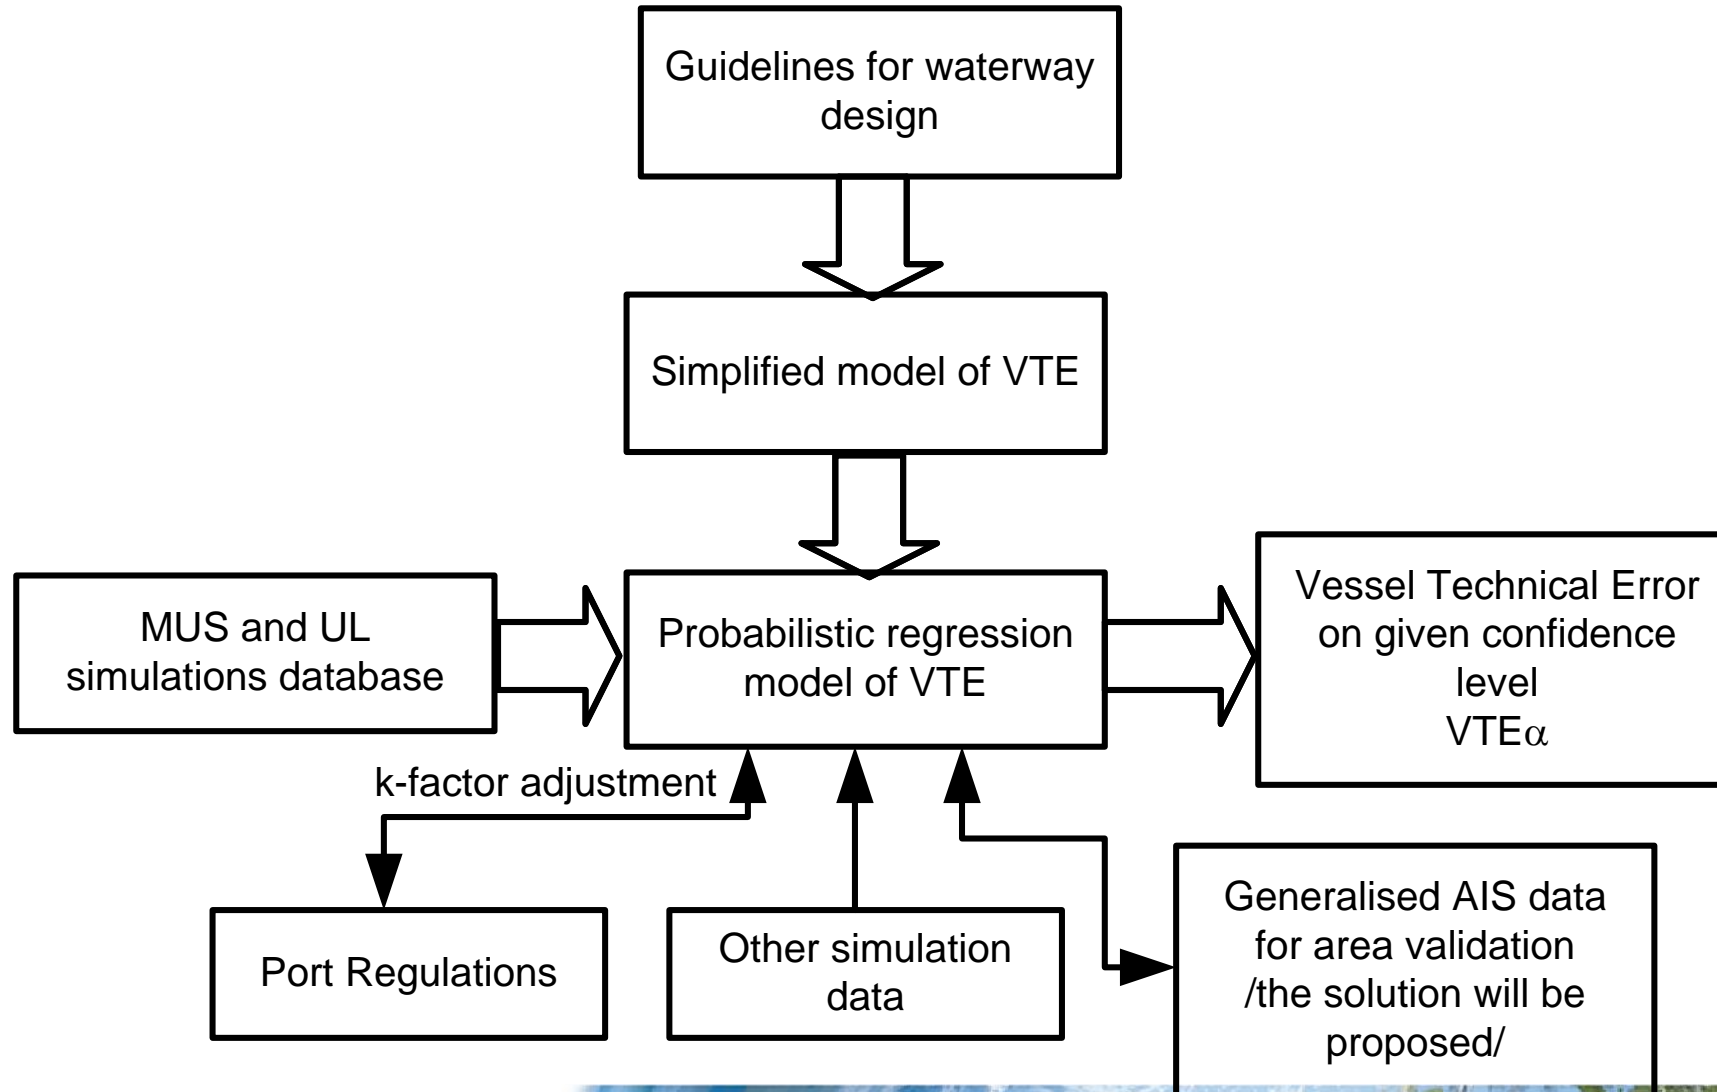 Guidelines for waterway
design
Simplified model of VTE
MUS and UL
simulations database
Probabilistic regression
model of VTE
Vessel Technical Error
on given confidence
level
VTEα
k-factor adjustment
Port Regulations
Other simulation
data
Generalised AIS data
for area validation
/the solution will be
proposed/